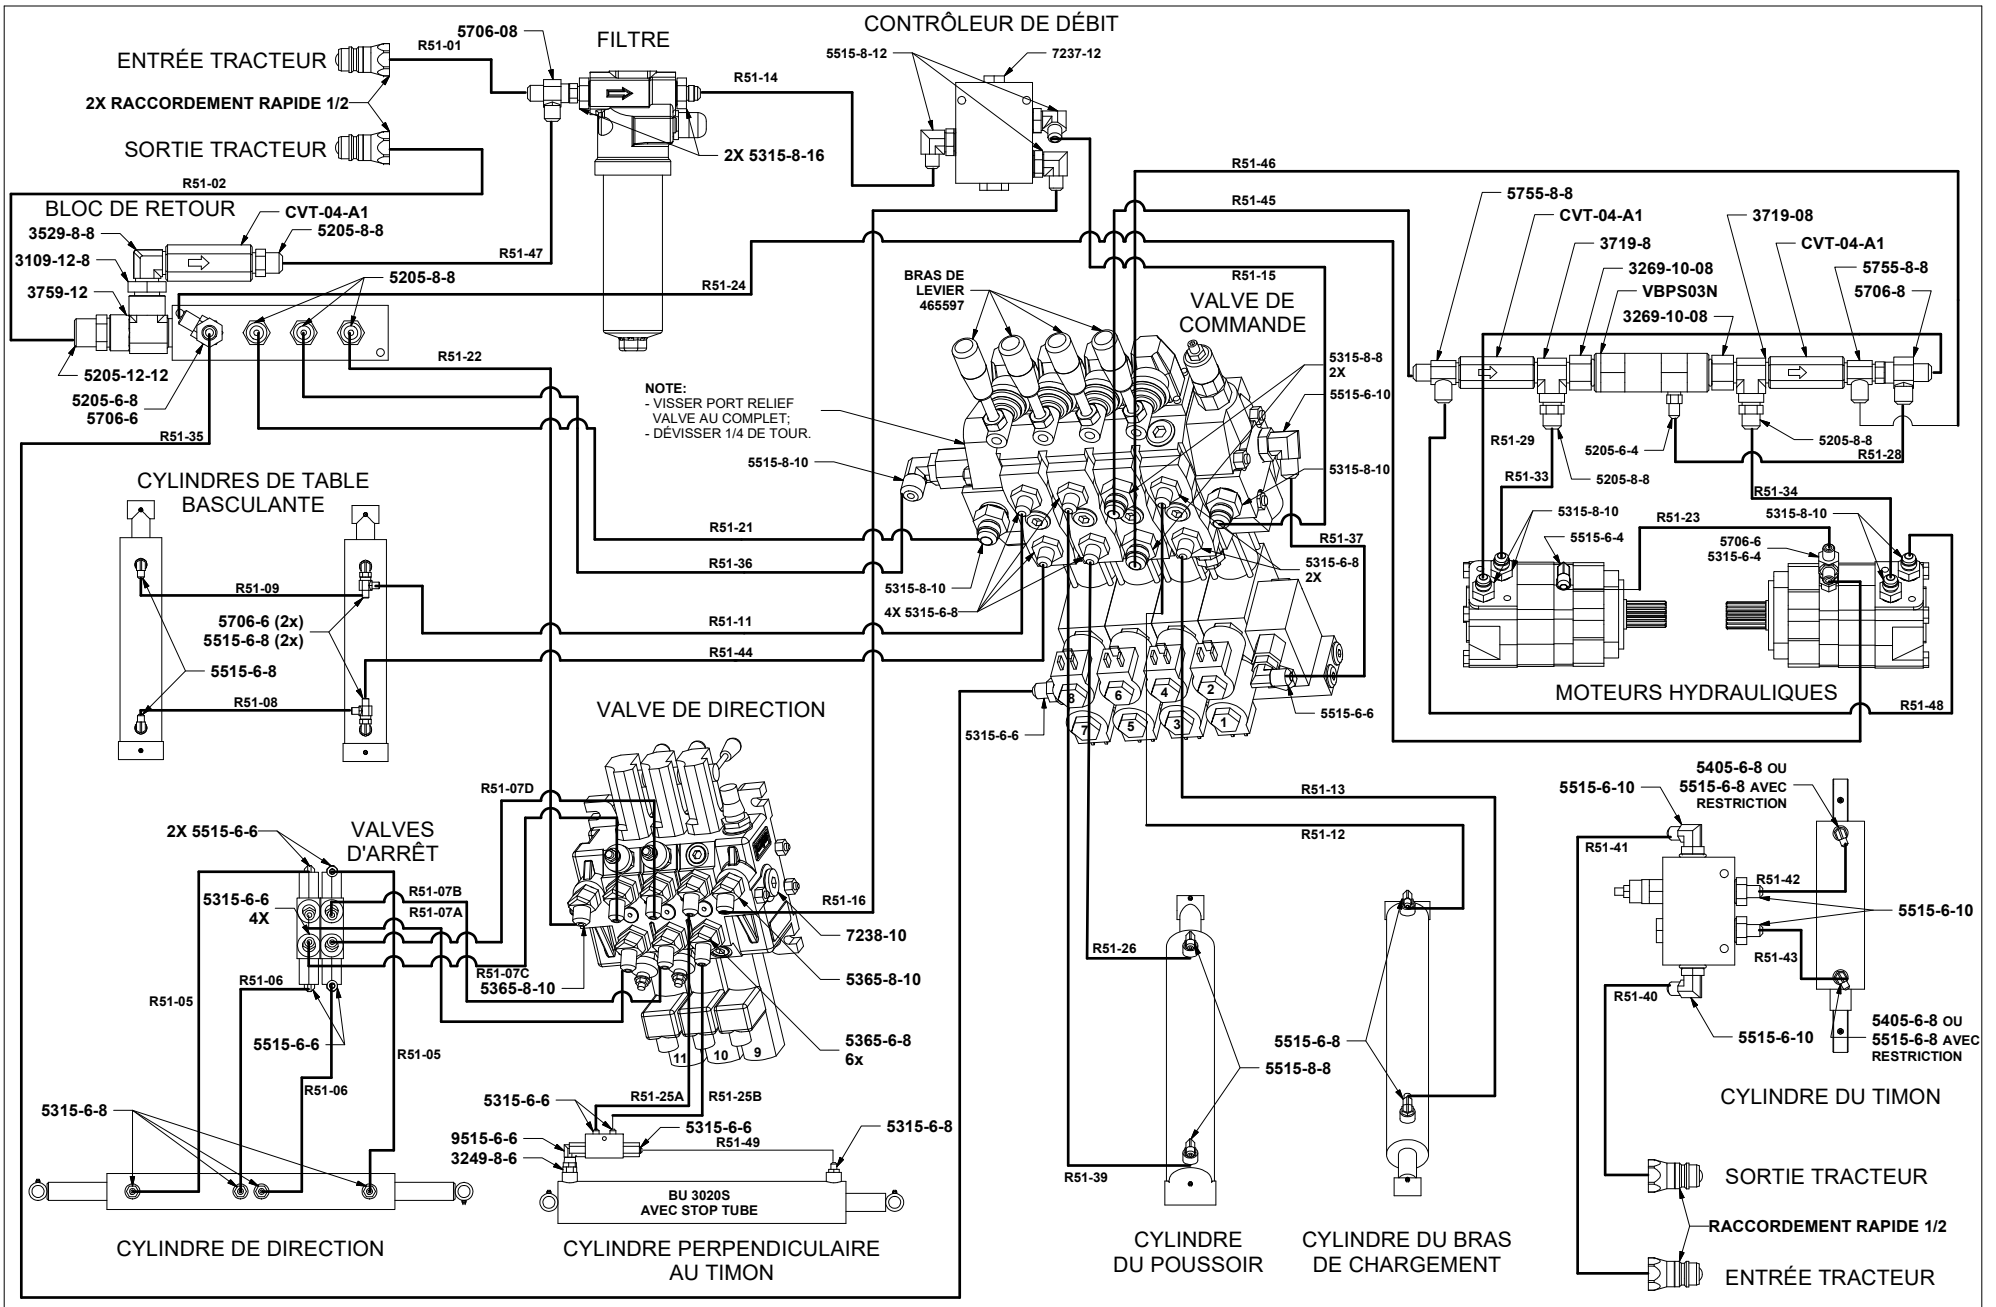 ENTRÉE TRACTEUR
R51-01
5706-08
FILTRE
CONTRÔLEUR DE DÉBIT
5515-8-12
7237-12
2X RACCORDEMENT RAPIDE 1/2
R51-14
SORTIE TRACTEUR
2X 5315-8-16
R51-02
R51-46
R51-45
BLOC DE RETOUR
CVT-04-A1
5205-8-8
3529-8-8
3109-12-8
3759-12
R51-47
5205-8-8
R51-24
5205-12-12
5205-6-8
5706-6
R51-35
R51-22
BRAS DE
LEVIER
465597
R51-15
VALVE DE
COMMANDE
5755-8-8
CVT-04-A1
3719-8
3269-10-08
VBPS03N
3269-10-08
3719-08
CVT-04-A1
5755-8-8
5706-8
NOTE:
- VISSER PORT RELIEF
VALVE AU COMPLET;
- DÉVISSER 1/4 DE TOUR.
5315-8-8
2X
5515-6-10
5515-8-10
5315-8-10
R51-29
5205-6-4
5205-8-8
R51-28
R51-33
5205-8-8
R51-34
CYLINDRES DE TABLE
BASCULANTE
R51-21
R51-36
R51-37
5315-8-10
5515-6-4
R51-23
5315-8-10
5706-6
5315-6-4
5315-8-10
4X 5315-6-8
5315-6-8
2X
R51-09
5706-6 (2x)
5515-6-8 (2x)
R51-11
R51-44
5515-6-8
R51-08
MOTEURS HYDRAULIQUES
R51-48
8
6
4
2
7
5
3
1
5315-6-6
5515-6-6
VALVE DE DIRECTION
R51-07D
2X 5515-6-6
VALVES
D'ARRÊT
R51-07B
R51-07A
5315-6-6
4X
R51-13
R51-12
R51-16
7238-10
R51-07C
5365-8-10
5365-8-10
R51-05
R51-06
5515-6-6
R51-05
R51-06
5365-6-8
6x
11
10
9
R51-26
R51-39
5515-6-10
5405-6-8 OU
5515-6-8 AVEC
RESTRICTION
R51-41
R51-42
5515-6-10
R51-43
R51-40
5515-6-10
5405-6-8 OU
5515-6-8 AVEC
RESTRICTION
CYLINDRE DU TIMON
5515-6-8
5515-8-8
5315-6-8
5315-6-6
R51-25A
R51-25B
9515-6-6
3249-8-6
5315-6-6
R51-49
5315-6-8
BU 3020S
AVEC STOP TUBE
CYLINDRE DE DIRECTION
CYLINDRE PERPENDICULAIRE
AU TIMON
CYLINDRE
DU POUSSOIR
CYLINDRE DU BRAS
DE CHARGEMENT
SORTIE TRACTEUR
RACCORDEMENT RAPIDE 1/2
ENTRÉE TRACTEUR